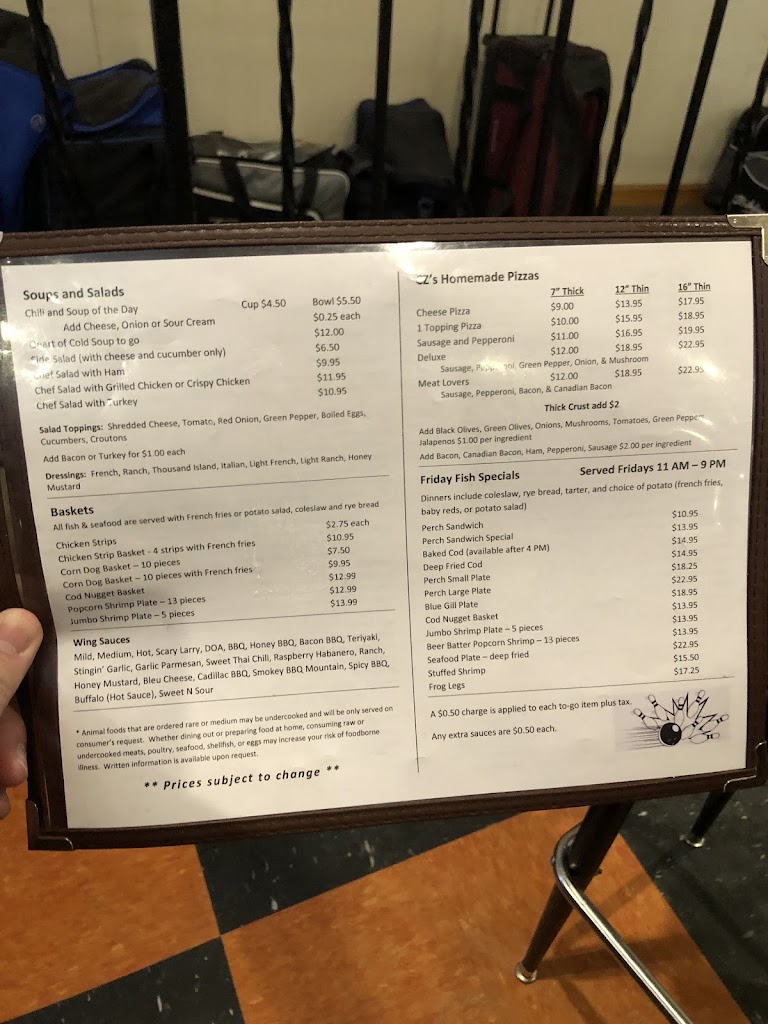 Soups and Salads
Chili and Soup of the Day Cup $4.50 Bowl $5.50
Add Cheese, Onion or Sour Cream $0.25 each
Quart of Cold Soup to go $12.00
Side Salad (with cheese and cucumber only) $6.50
Chef Salad with Ham $9.95
Chef Salad with Grilled Chicken or Crispy Chicken $11.95
Chef Salad with Turkey $10.95
Salad Toppings: Shredded Cheese, Tomato, Red Onion, Green Pepper, Boiled Eggs,
Cucumbers, Croutons
Add Bacon or Turkey for $1.00 each
Dressings: French, Ranch, Thousand Island, Italian, Light French, Light Ranch, Honey
Mustard
Baskets
All fish & seafood are served with French fries or potato salad, coleslaw and rye bread
Chicken Strips $2.75 each
Chicken Strip Basket - 4 strips with French fries $10.95
Corn Dog Basket – 10 pieces $7.50
Corn Dog Basket – 10 pieces with French fries $9.95
Cod Nugget Basket $12.99
Popcorn Shrimp Plate – 13 pieces $12.99
Jumbo Shrimp Plate – 5 pieces $13.99
Wing Sauces
Mild, Medium, Hot, Scary Larry, DOA, BBQ, Honey BBQ, Bacon BBQ, Teriyaki,
Stingin' Garlic, Garlic Parmesan, Sweet Thai Chili, Raspberry Habanero, Ranch,
Honey Mustard, Bleu Cheese, Cadillac BBQ, Smokey BBQ Mountain, Spicy BBQ,
Buffalo (Hot Sauce), Sweet N Sour
* Animal foods that are ordered rare or medium may be undercooked and will be only served on
consumer's request. Whether dining out or preparing food at home, consuming raw or
undercooked meats, poultry, seafood, shellfish, or eggs may increase your risk of foodborne
illness. Written information is available upon request.
** Prices subject to change **
CZ's Homemade Pizzas
7" Thick 12" Thin 16" Thin
Cheese Pizza $9.00 $13.95 $17.95
1 Topping Pizza $10.00 $15.95 $18.95
Sausage and Pepperoni $11.00 $16.95 $19.95
Deluxe $12.00 $18.95 $22.95
Sausage, Pepperoni, Green Pepper, Onion, & Mushroom
Meat Lovers $12.00 $18.95 $22.95
Sausage, Pepperoni, Bacon, & Canadian Bacon
Thick Crust add $2
Add Black Olives, Green Olives, Onions, Mushrooms, Tomatoes, Green Peppers
Jalapenos $1.00 per ingredient
Add Bacon, Canadian Bacon, Ham, Pepperoni, Sausage $2.00 per ingredient
Friday Fish Specials Served Fridays 11 AM – 9 PM
Dinners include coleslaw, rye bread, tarter, and choice of potato (french fries,
baby reds, or potato salad)
Perch Sandwich $10.95
Perch Sandwich Special $13.95
Baked Cod (available after 4 PM) $14.95
Deep Fried Cod $14.95
Perch Small Plate $18.25
Perch Large Plate $22.95
Blue Gill Plate $18.95
Cod Nugget Basket $13.95
Jumbo Shrimp Plate – 5 pieces $13.95
Beer Batter Popcorn Shrimp – 13 pieces $13.95
Seafood Plate – deep fried $22.95
Stuffed Shrimp $15.50
Frog Legs $17.25
A $0.50 charge is applied to each to-go item plus tax.
Any extra sauces are $0.50 each.